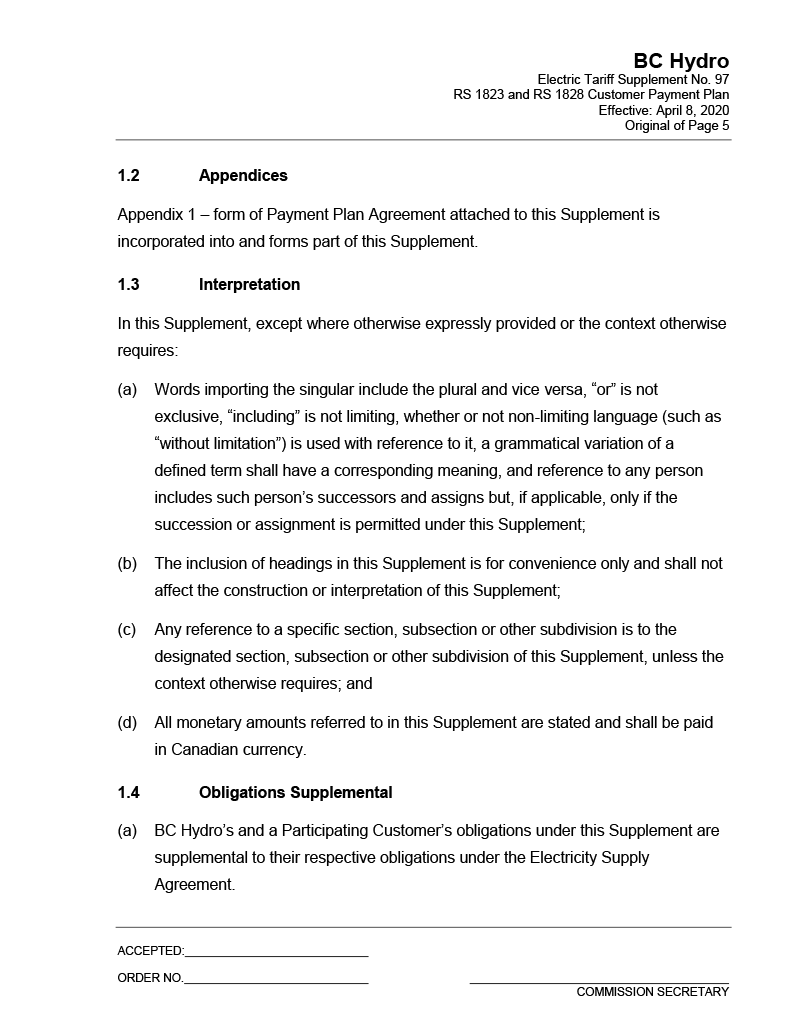 BC Hydro
Electric Tariff Supplement No. 97
RS 1823 and RS 1828 Customer Payment Plan
Effective: April 8, 2020
Original of Page 5
1.2 Appendices
Appendix 1 – form of Payment Plan Agreement attached to this Supplement is
incorporated into and forms part of this Supplement.
1.3 Interpretation
In this Supplement, except where otherwise expressly provided or the context otherwise
requires:
(a) Words importing the singular include the plural and vice versa, “or” is not
exclusive, “including” is not limiting, whether or not non-limiting language (such as
“without limitation”) is used with reference to it, a grammatical variation of a
defined term shall have a corresponding meaning, and reference to any person
includes such person’s successors and assigns but, if applicable, only if the
succession or assignment is permitted under this Supplement;
(b) The inclusion of headings in this Supplement is for convenience only and shall not
affect the construction or interpretation of this Supplement;
(c) Any reference to a specific section, subsection or other subdivision is to the
designated section, subsection or other subdivision of this Supplement, unless the
context otherwise requires; and
(d) All monetary amounts referred to in this Supplement are stated and shall be paid
in Canadian currency.
1.4 Obligations Supplemental
(a) BC Hydro’s and a Participating Customer’s obligations under this Supplement are
supplemental to their respective obligations under the Electricity Supply
Agreement.
ACCEPTED:
ORDER NO.
COMMISSION SECRETARY